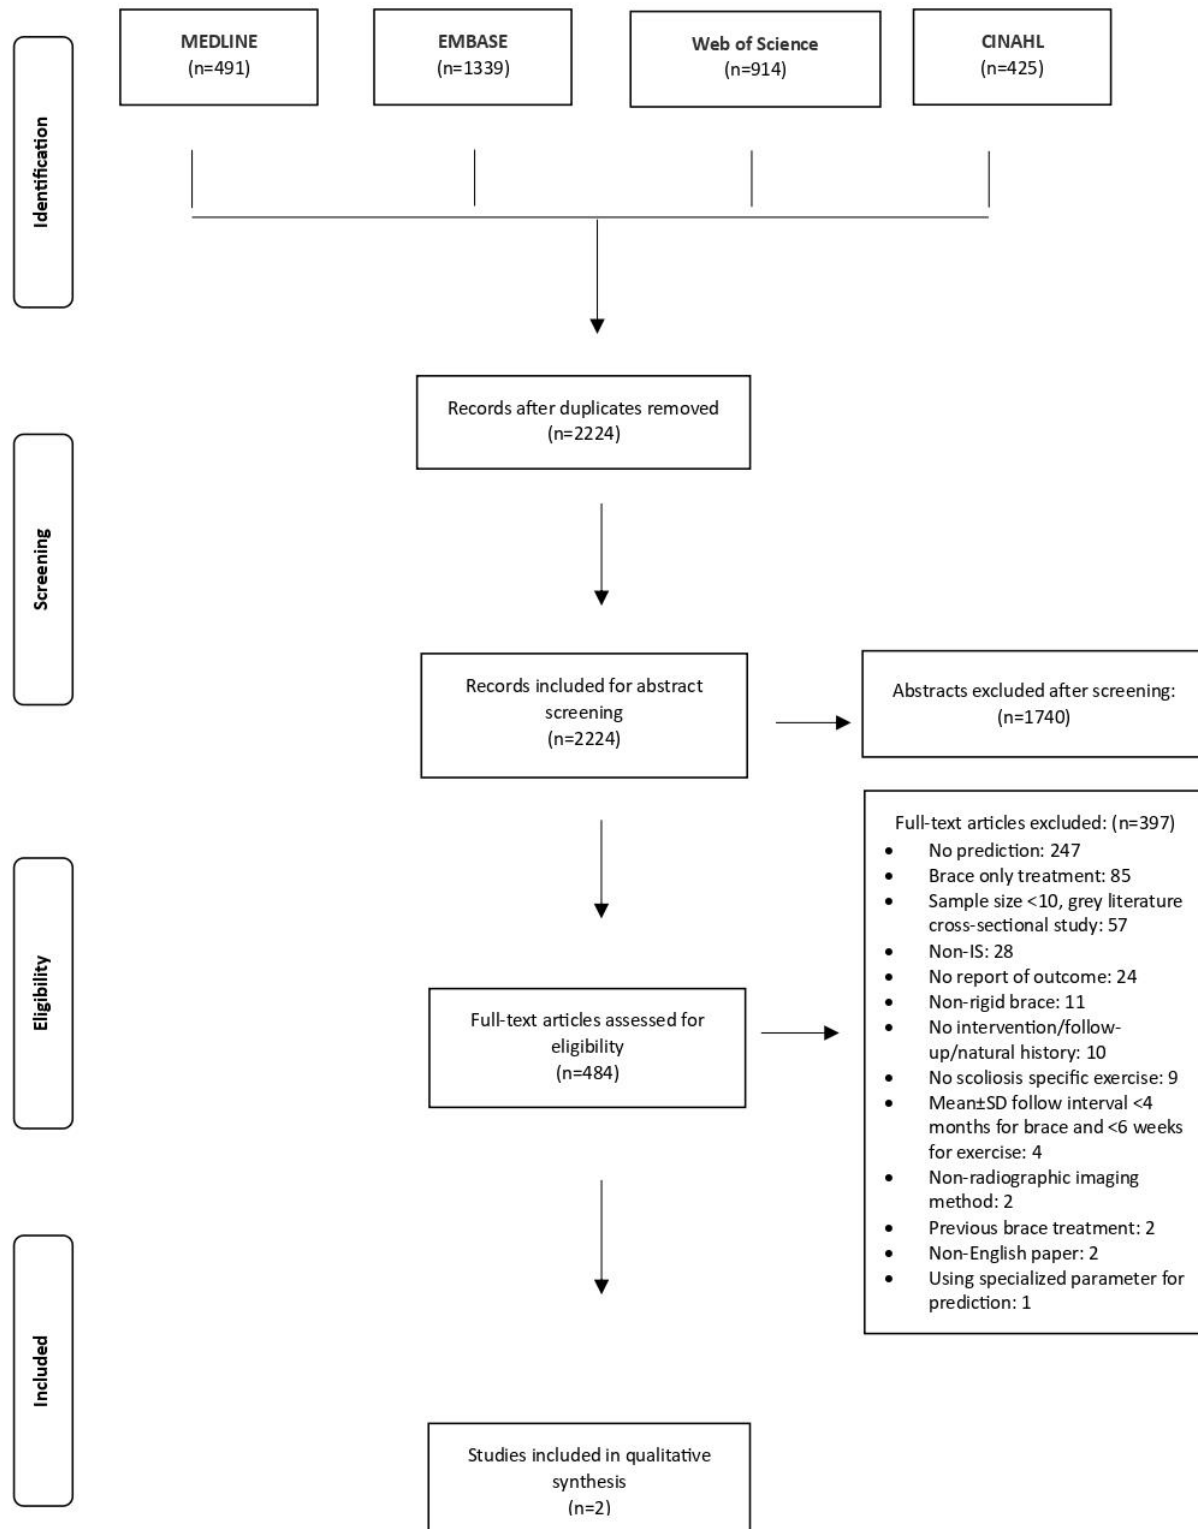 MEDLINE
(n=491)
EMBASE
(n=1339)
Web of Science
(n=914)
CINAHL
(n=425)
Identification
Records after duplicates removed
(n=2224)
Screening
Records included for abstract
screening
(n=2224)
Abstracts excluded after screening:
(n=1740)
Eligibility
Full-text articles assessed for
eligibility
(n=484)
Full-text articles excluded: (n=397)
• No prediction: 247
• Brace only treatment: 85
• Sample size <10, grey literature
cross-sectional study: 57
• Non-IS: 28
• No report of outcome: 24
• Non-rigid brace: 11
• No intervention/follow-
up/natural history: 10
• No scoliosis specific exercise: 9
• Mean±SD follow interval <4
months for brace and <6 weeks
for exercise: 4
• Non-radiographic imaging
method: 2
• Previous brace treatment: 2
• Non-English paper: 2
• Using specialized parameter for
prediction: 1
Included
Studies included in qualitative
synthesis
(n=2)